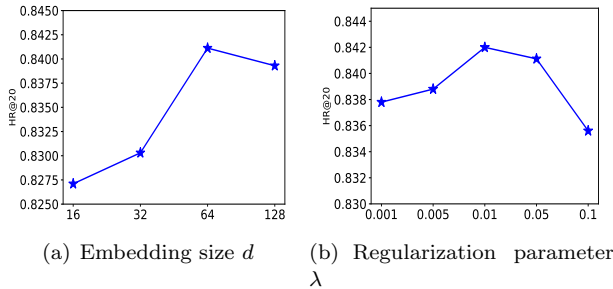 0.8450
0.8425
0.8400
0.8375
0.8350
0.8325
0.8300
0.8275
0.8250
HR@20
16 32 64 128
(a) Embedding size d
0.844
0.842
0.840
0.838
0.836
0.834
0.832
0.830
HR@20
0.001 0.005 0.01 0.05 0.1
(b) Regularization parameter
λ